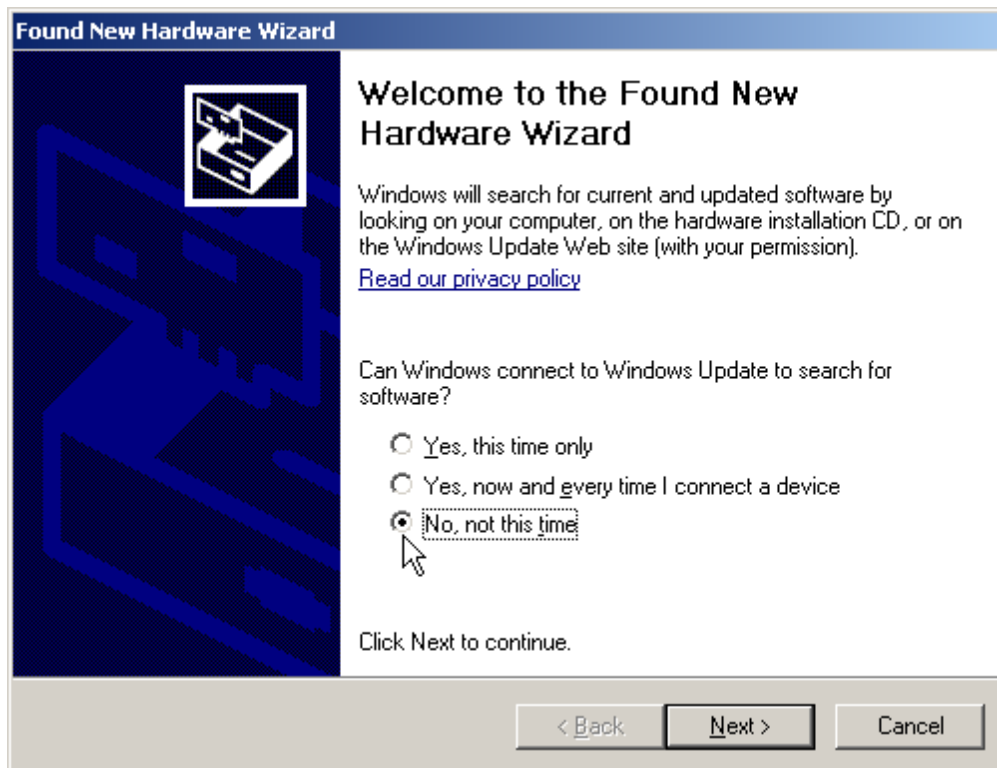 Found New Hardware Wizard
Welcome to the Found New
Hardware Wizard
Windows will search for current and updated software by
looking on your computer, on the hardware installation CD, or on
the Windows Update Web site (with your permission).
Read our privacy policy
Can Windows connect to Windows Update to search for
software?
Yes, this time only
Yes, now and every time I connect a device
No, not this time
Click Next to continue.
< Back
Next >
Cancel